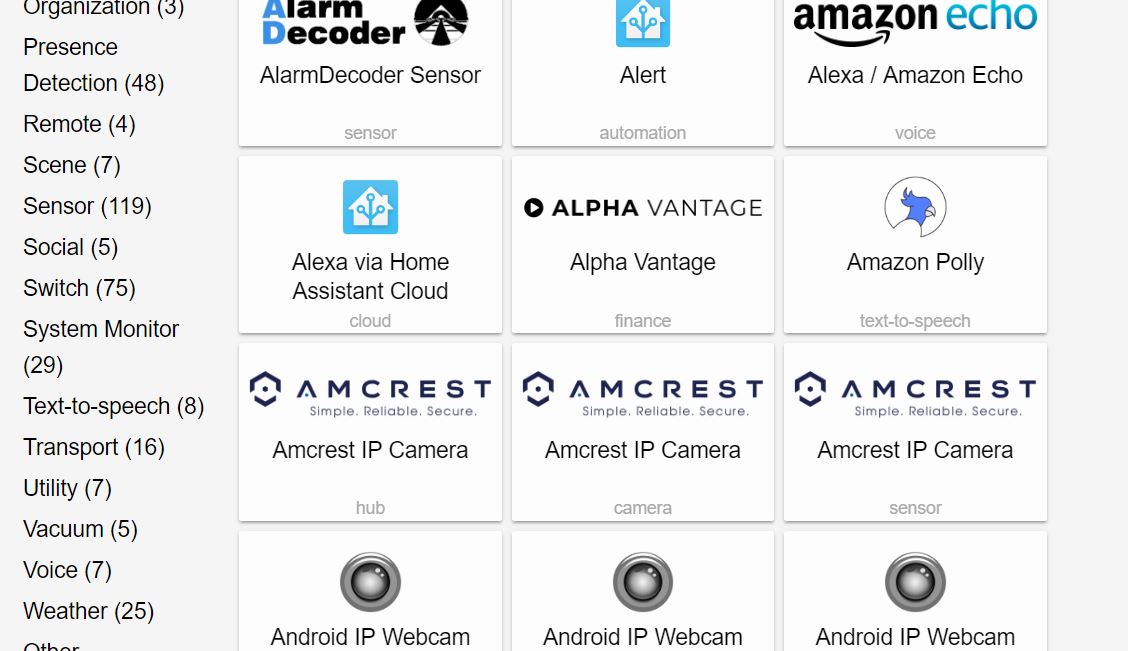 Organization (3)
Presence
Detection (48)
Remote (4)
Scene (7)
Sensor (119)
Social (5)
Switch (75)
System Monitor
(29)
Text-to-speech (8)
Transport (16)
Utility (7)
Vacuum (5)
Voice (7)
Weather (25)
Other
Alarm
Decoder
AlarmDecoder Sensor
sensor
Alert
automation
amazon echo
Alexa / Amazon Echo
voice
Alexa via Home
Assistant Cloud
cloud
ALPHA VANTAGE
Alpha Vantage
finance
Amazon Polly
text-to-speech
AMCREST
Simple. Reliable. Secure.
Amcrest IP Camera
hub
AMCREST
Simple. Reliable. Secure.
Amcrest IP Camera
camera
AMCREST
Simple. Reliable. Secure.
Amcrest IP Camera
sensor
Android IP Webcam
Android IP Webcam
Android IP Webcam